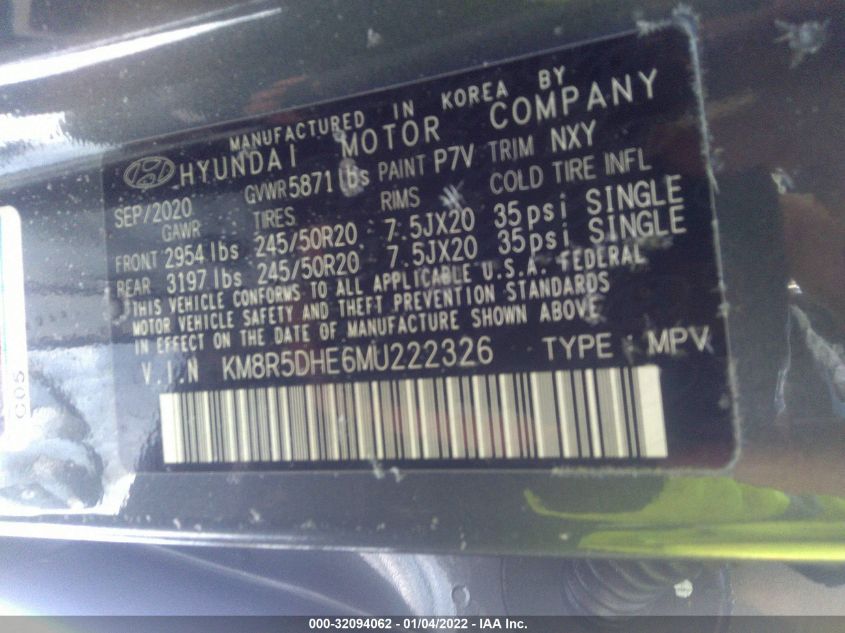 MANUFACTURED IN KOREA BY
HYUNDAI MOTOR COMPANY
SEP/2020 GVWR 5871 lbs PAINT P7V TRIM NXY
GAWR TIRES RIMS COLD TIRE INFL
FRONT 2954 lbs 245/50R20 7.5JX20 35psi SINGLE
REAR 3197 lbs 245/50R20 7.5JX20 35psi SINGLE
THIS VEHICLE CONFORMS TO ALL APPLICABLE U.S.A. FEDERAL
MOTOR VEHICLE SAFETY AND THEFT PREVENTION STANDARDS
IN EFFECT ON THE DATE OF MANUFACTURE SHOWN ABOVE.
V.I.N KM8R5DHE6MU222326 TYPE : MPV
C05
000-32094062 - 01/04/2022 - IAA Inc.